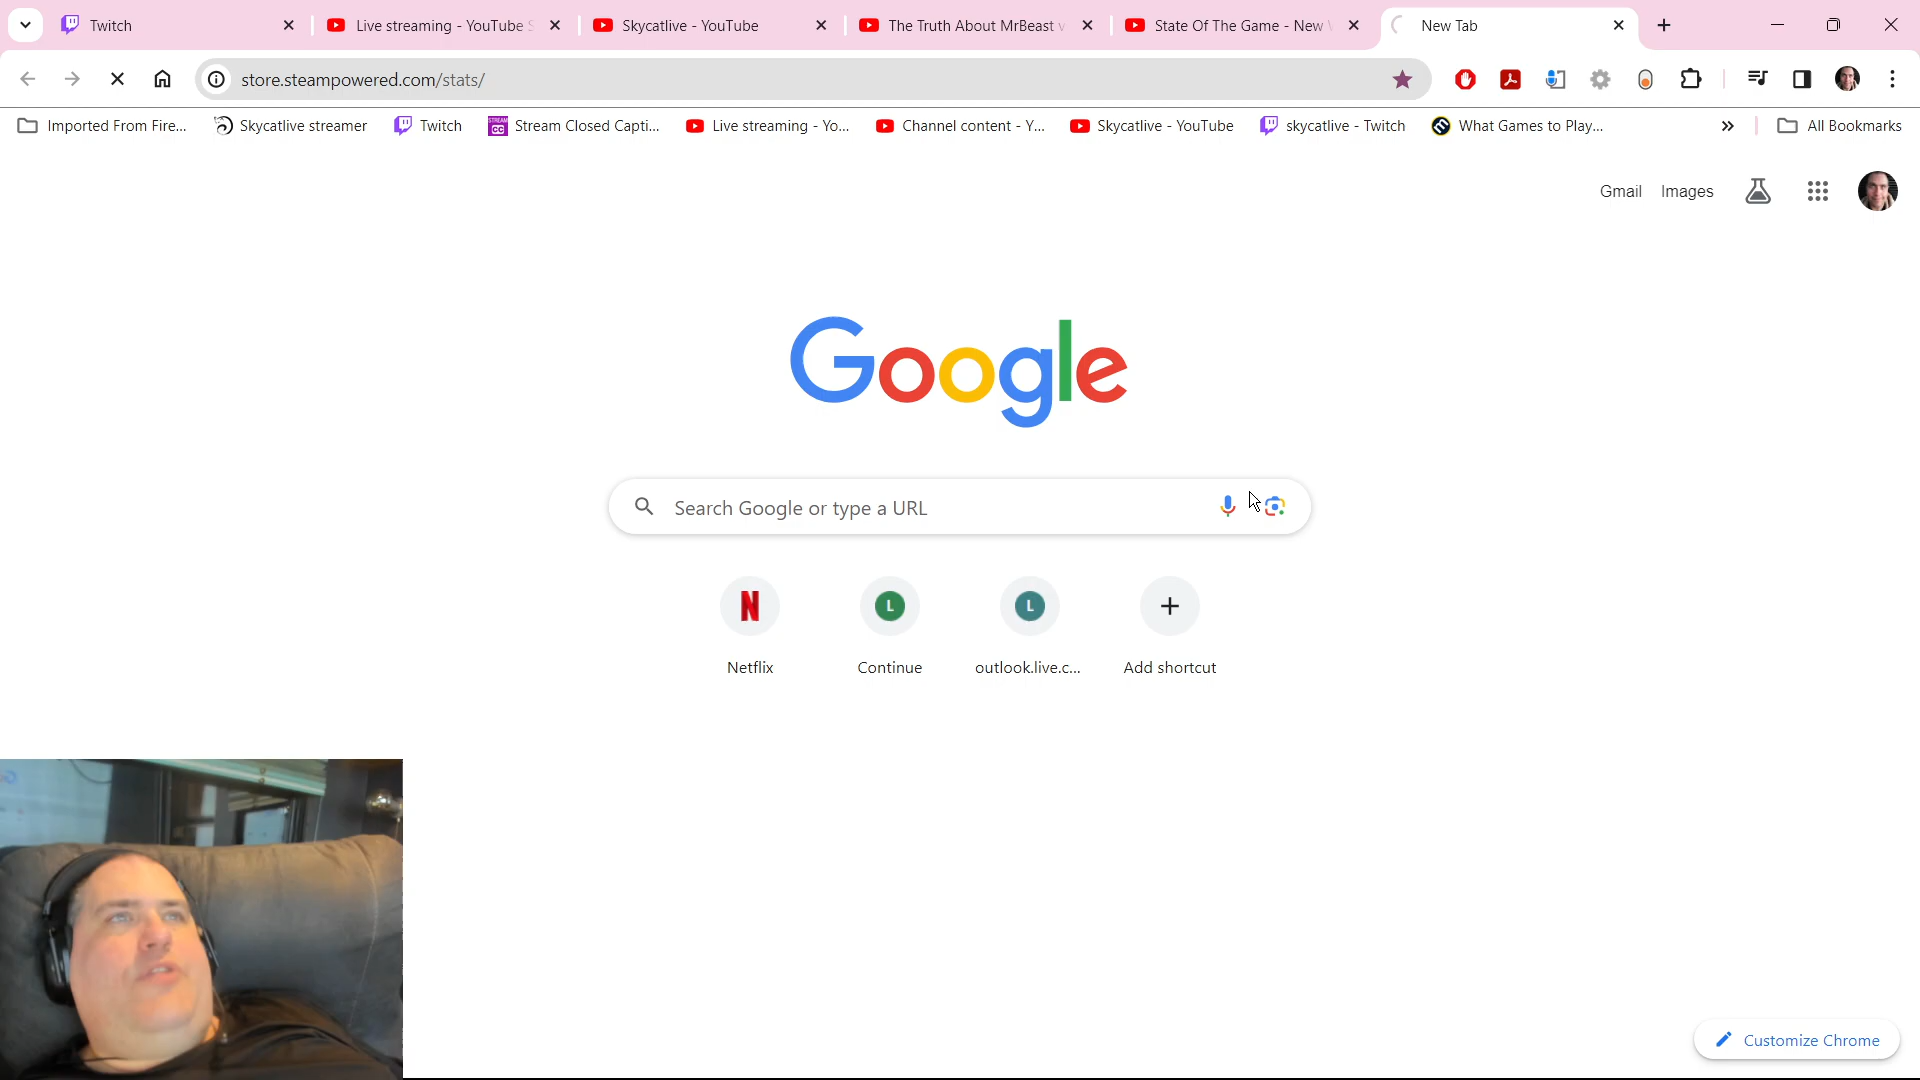 Twitch
Live streaming - YouTube S
Skycatlive - YouTube
The Truth About MrBeast v
State Of The Game - New W
New Tab
store.steampowered.com/stats/
Imported From Fire...
Skycatlive streamer
Twitch
Stream Closed Capti...
Live streaming - Yo...
Channel content - Y...
Skycatlive - YouTube
skycatlive - Twitch
What Games to Play...
All Bookmarks
Gmail
Images
Google
Search Google or type a URL
N
L
L
Netflix
Continue
outlook.live.c...
Add shortcut
Customize Chrome